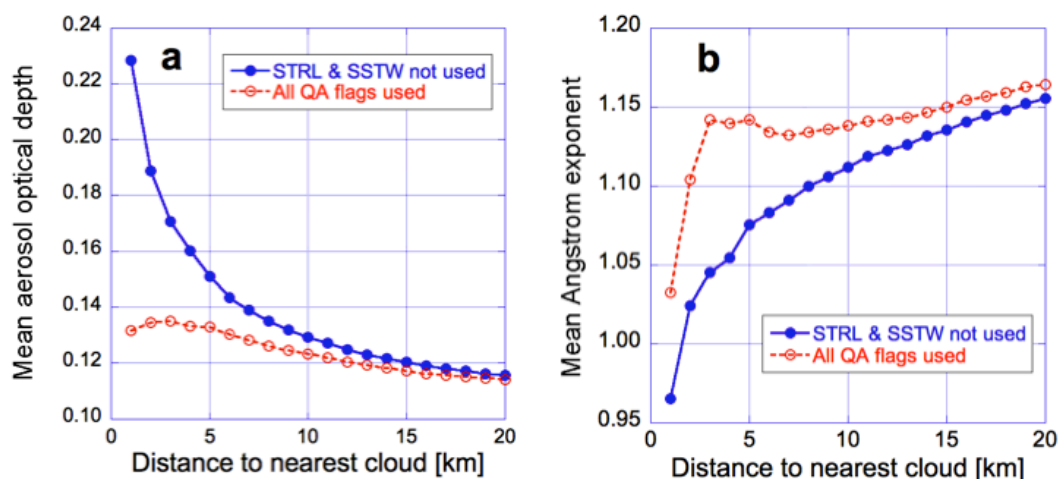 a
STRL & SSTW not used
All QA flags used
0.24
0.22
0.20
0.18
0.16
0.14
0.12
0.10
Mean aerosol optical depth
0
5
10
15
20
Distance to nearest cloud [km]
b
1.20
1.15
1.10
1.05
1.00
0.95
Mean Angstrom exponent
STRL & SSTW not used
All QA flags used
0
5
10
15
20
Distance to nearest cloud [km]